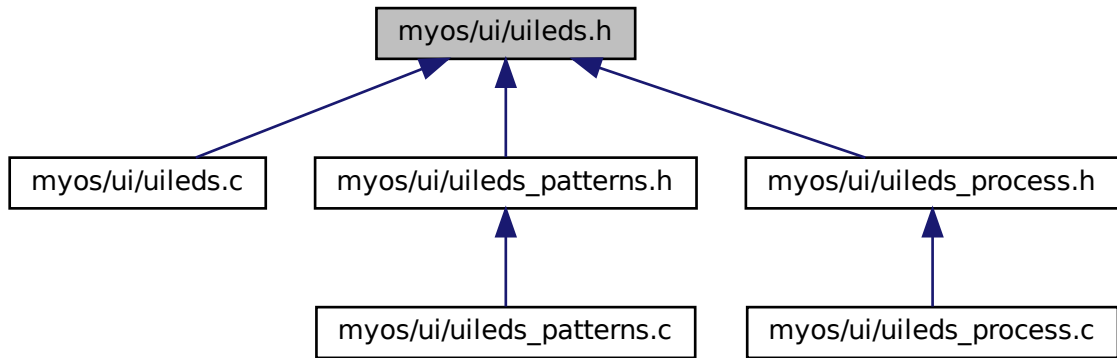 myos/ui/uileds.h
myos/ui/uileds.c
myos/ui/uileds_patterns.h
myos/ui/uileds_process.h
myos/ui/uileds_patterns.c
myos/ui/uileds_process.c